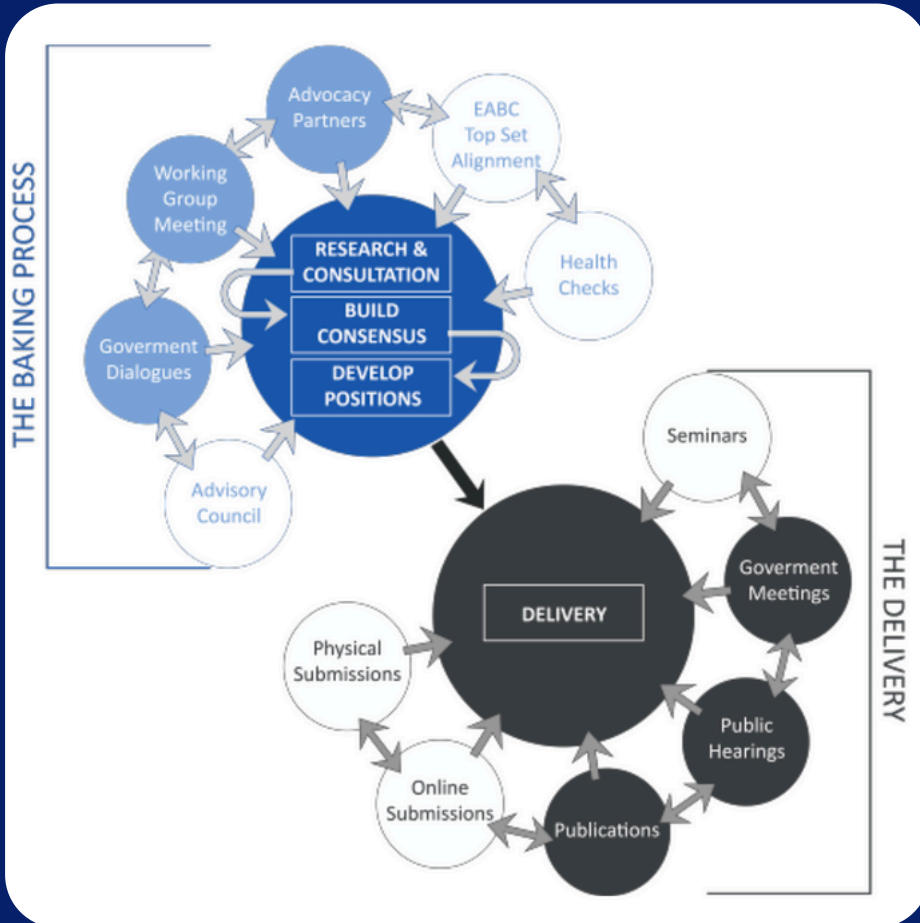 THE BAKING PROCESS
Advocacy
Partners
EABC
Top Set
Alignment
Working
Group
Meeting
Health
Checks
Goverment
Dialogues
Advisory
Council
RESEARCH &
CONSULTATION
BUILD
CONSENSUS
DEVELOP
POSITIONS
THE DELIVERY
Seminars
Goverment
Meetings
DELIVERY
Physical
Submissions
Public
Hearings
Online
Submissions
Publications